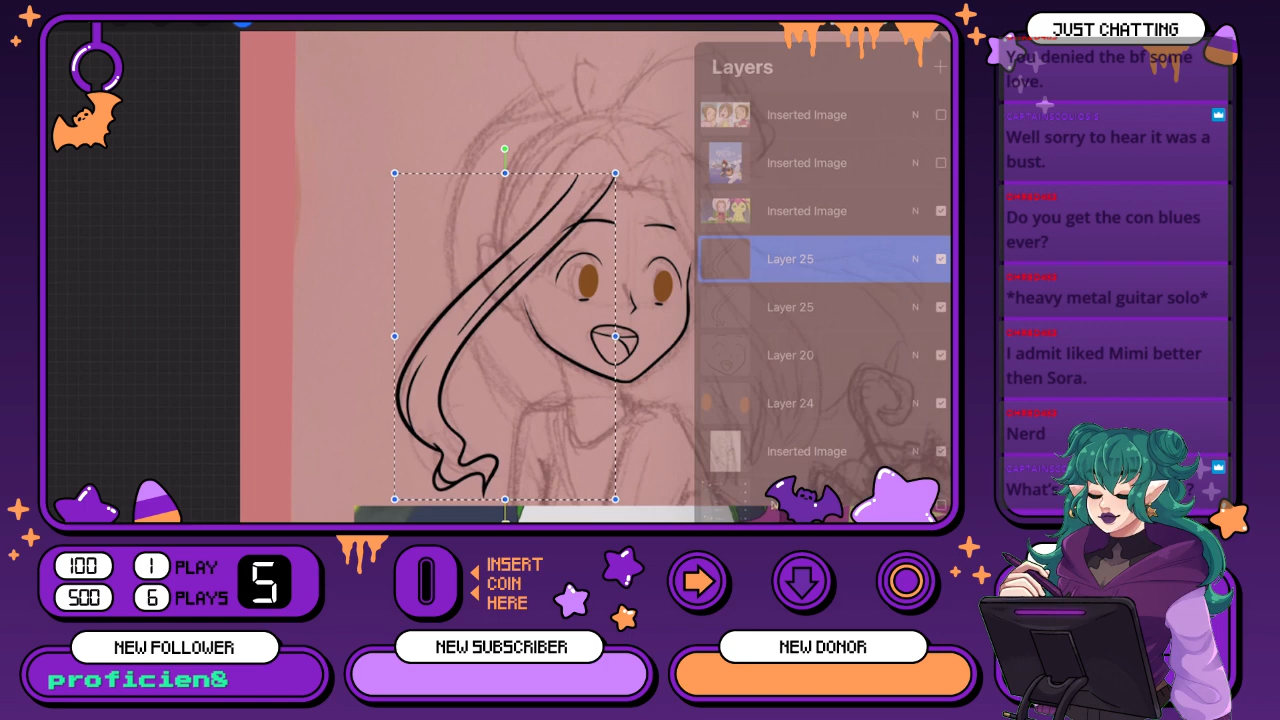 JUST CHATTING
You denied the bf some
love.
CAPTAINSCOLIOSIS
Well sorry to hear it was a
bust.
Do you get the con blues
ever?
*heavy metal guitar solo*
I admit liked Mimi better
then Sora.
Nerd
What's
Layers
Inserted Image N
Inserted Image N
Inserted Image N
Layer 25 N
Layer 25 N
Layer 20 N
Layer 24 N
Inserted Image N
100 1 PLAY
500 6 PLAYS
5
INSERT
COIN
HERE
NEW FOLLOWER
proficien&
NEW SUBSCRIBER
NEW DONOR